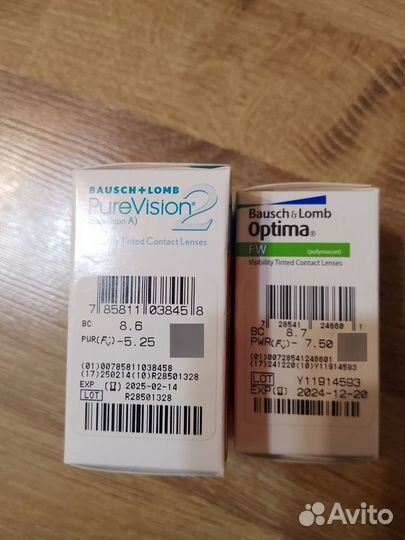 BAUSCH+LOMB
PureVision® 2
(balafilcon A)
Visibility Tinted Contact Lenses
7 85811 03845 8
BC 8.6
PWR(F'v) -5.25
(01)00785811038458
(17)250214(10)R28501328
EXP 2025-02-14
LOT R28501328
Bausch & Lomb
Optima®
FW (polymacon)
Visibility Tinted Contact Lenses
7 28541 24660 1
BC 8.7
PWR(F'v) - 7.50
(01)00728541246601
(17)241220(10)Y11914593
LOT Y11914593
EXP 2024-12-20
Avito